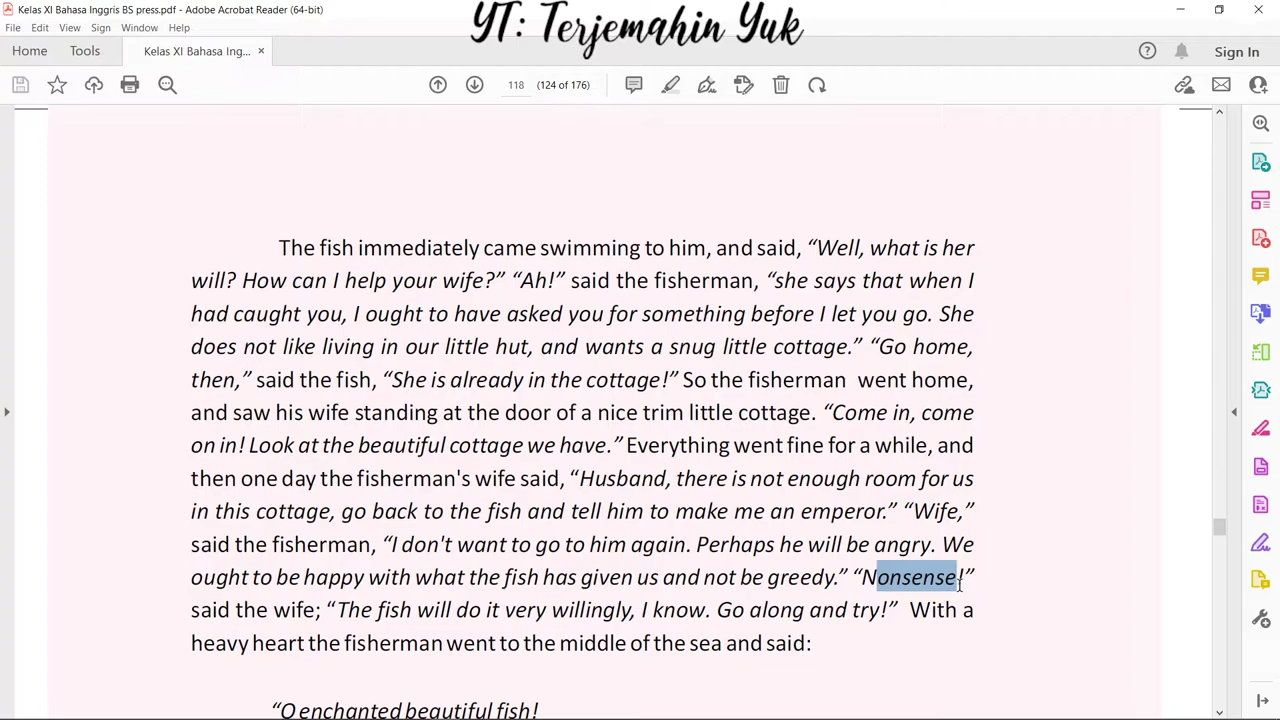 Kelas XI Bahasa Inggris BS press.pdf - Adobe Acrobat Reader (64-bit)
YT: Terjemahin Yuk
File Edit View Sign Window Help
Home Tools Kelas XI Bahasa Ing... × Sign In
118 (124 of 176)
The fish immediately came swimming to him, and said, “Well, what is her
will? How can I help your wife?” “Ah!” said the fisherman, “she says that when I
had caught you, I ought to have asked you for something before I let you go. She
does not like living in our little hut, and wants a snug little cottage.” “Go home,
then,” said the fish, “She is already in the cottage!” So the fisherman went home,
and saw his wife standing at the door of a nice trim little cottage. “Come in, come
on in! Look at the beautiful cottage we have.” Everything went fine for a while, and
then one day the fisherman's wife said, “Husband, there is not enough room for us
in this cottage, go back to the fish and tell him to make me an emperor.” “Wife,”
said the fisherman, “I don't want to go to him again. Perhaps he will be angry. We
ought to be happy with what the fish has given us and not be greedy.” “Nonsense!”
said the wife; “The fish will do it very willingly, I know. Go along and try!” With a
heavy heart the fisherman went to the middle of the sea and said:
“O enchanted beautiful fish!